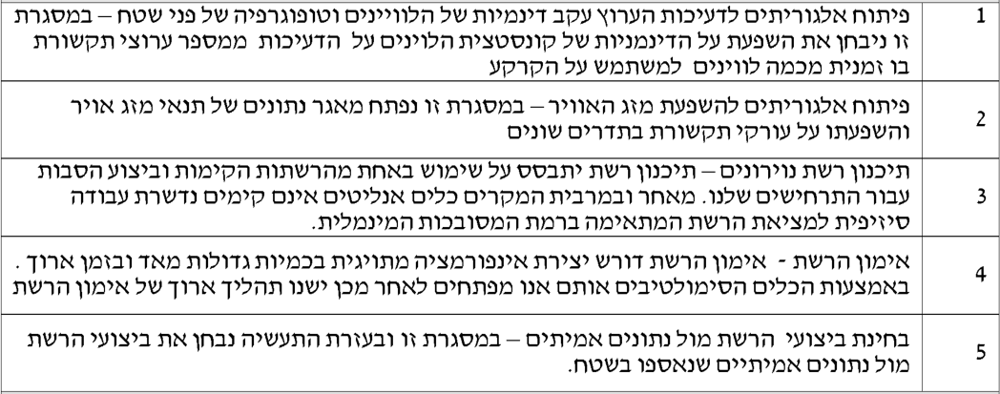 1 פיתוח אלגוריתים לדעיכות הערוץ עקב דינמיות של הלוויינים וטופוגרפיה של פני שטח – במסגרת
זו ניבחן את השפעת על הדינמניות של קונסטצית הלוינים על הדעיכות ממספר ערוצי תקשורת
בו זמנית מכמה לווינים למשתמש על הקרקע
2 פיתוח אלגוריתים להשפעת מזג האוויר – במסגרת זו נפתח מאגר נתונים של תנאי מזג אויר
והשפעתו על עורקי תקשורת בתדרים שונים
3 תיכנון רשת נוירונים – תיכנון רשת יתבסס על שימוש באחת מהרשתות הקימות וביצוע הסבות
עבור התרחישים שלנו. מאחר ובמרבית המקרים כלים אנליטים אינם קימים נדשרת עבודה
סיזיפית למציאת הרשת המתאימה ברמת המסובכות המינמלית.
4 אימון הרשת - אימון הרשת דורש יצירת אינפורמציה מתויגית בכמיות גדולות מאד ובזמן ארוך .
באמצעות הכלים הסימולטיבים אותם אנו מפתחים לאחר מכן ישנו תהליך ארוך של אימון הרשת
5 בחינת ביצועי הרשת מול נתונים אמיתים – במסגרת זו ובעזרת התעשיה נבחן את ביצועי הרשת
מול נתונים אמיתיים שנאספו בשטח.